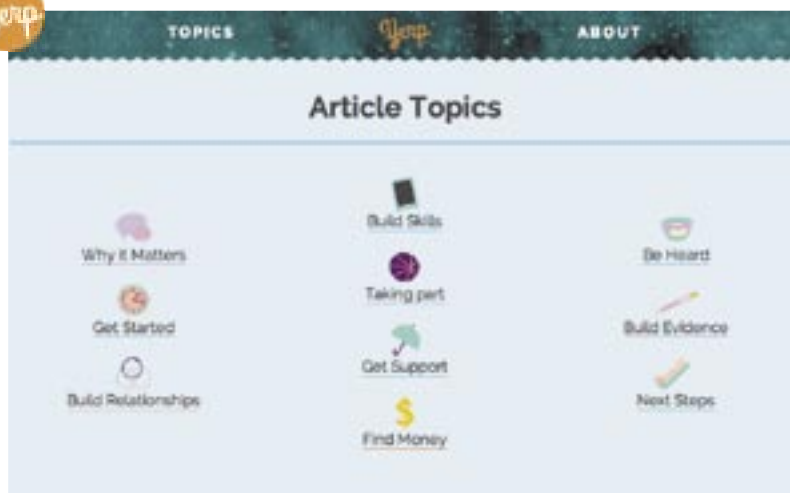 yerp
TOPICS
Yerp
ABOUT
Article Topics
Why it Matters
Get Started
Build Relationships
Build Skills
Taking part
Get Support
Find Money
Be Heard
Build Evidence
Next Steps